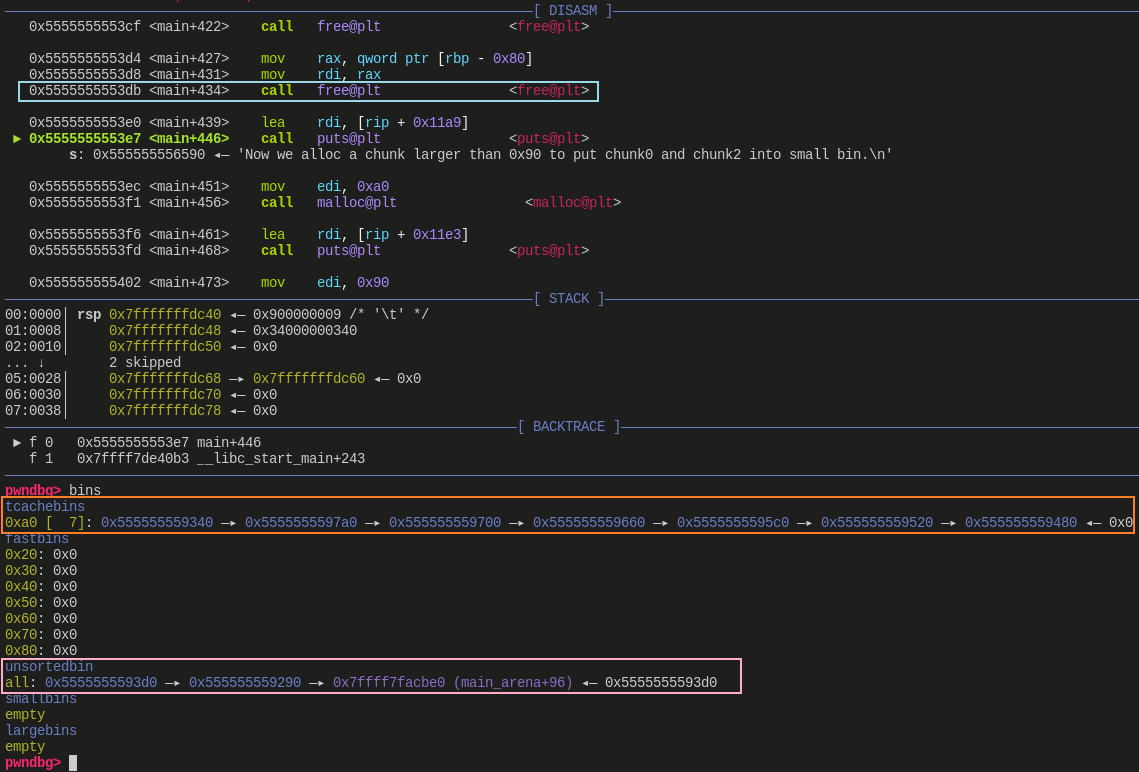 [ DISASM ]
0x5555555553cf <main+422>    call   free@plt                <free@plt>
0x5555555553d4 <main+427>    mov    rax, qword ptr [rbp - 0x80]
0x5555555553d8 <main+431>    mov    rdi, rax
0x5555555553db <main+434>    call   free@plt                <free@plt>
0x5555555553e0 <main+439>    lea    rdi, [rip + 0x11a9]
► 0x5555555553e7 <main+446>    call   puts@plt                <puts@plt>
s: 0x555555556590 ◂— 'Now we alloc a chunk larger than 0x90 to put chunk0 and chunk2 into small bin.\n'
0x5555555553ec <main+451>    mov    edi, 0xa0
0x5555555553f1 <main+456>    call   malloc@plt                <malloc@plt>
0x5555555553f6 <main+461>    lea    rdi, [rip + 0x11e3]
0x5555555553fd <main+468>    call   puts@plt                <puts@plt>
0x555555555402 <main+473>    mov    edi, 0x90
[ STACK ]
00:0000│ rsp 0x7fffffffdc40 ◂— 0x900000009 /* '\t' */
01:0008│     0x7fffffffdc48 ◂— 0x34000000340
02:0010│     0x7fffffffdc50 ◂— 0x0
... ↓        2 skipped
05:0028│     0x7fffffffdc68 —▸ 0x7fffffffdc60 ◂— 0x0
06:0030│     0x7fffffffdc70 ◂— 0x0
07:0038│     0x7fffffffdc78 ◂— 0x0
[ BACKTRACE ]
► f 0   0x5555555553e7 main+446
f 1   0x7ffff7de40b3 __libc_start_main+243
pwndbg> bins
tcachebins
0xa0 [  7]: 0x555555559340 —▸ 0x5555555597a0 —▸ 0x555555559700 —▸ 0x555555559660 —▸ 0x5555555595c0 —▸ 0x555555559520 —▸ 0x555555559480 ◂— 0x0
fastbins
0x20: 0x0
0x30: 0x0
0x40: 0x0
0x50: 0x0
0x60: 0x0
0x70: 0x0
0x80: 0x0
unsortedbin
all: 0x5555555593d0 —▸ 0x555555559290 —▸ 0x7ffff7facbe0 (main_arena+96) ◂— 0x5555555593d0
smallbins
empty
largebins
empty
pwndbg>